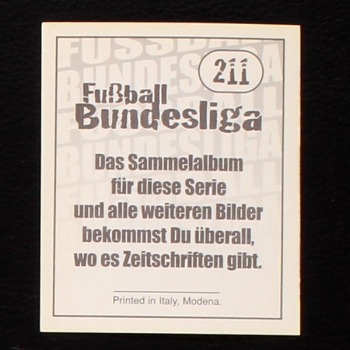 211
Fußball
Bundesliga
Das Sammelalbum
für diese Serie
und alle weiteren Bilder
bekommst Du überall,
wo es Zeitschriften gibt.
Printed in Italy, Modena.